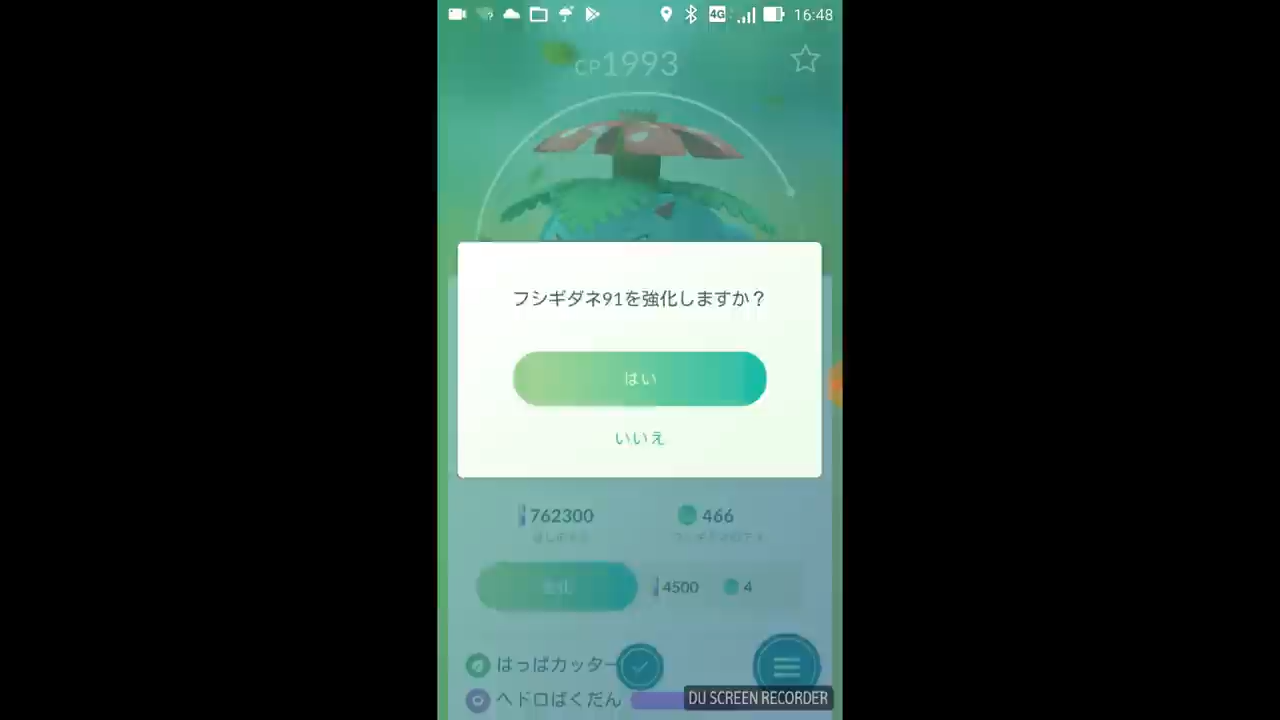 4G 16:48
CP1993
フシギダネ91を強化しますか？
はい
いいえ
762300 466
4500 4
はっぱカッター
ヘドロばくだん
DU SCREEN RECORDER